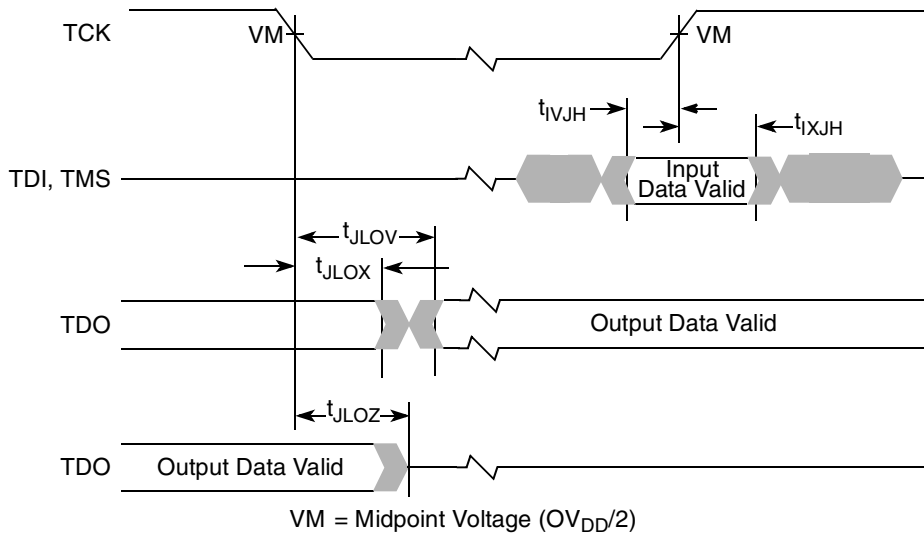 TCK
VM
VM
tIVJH
tIXJH
TDI, TMS
Input
Data Valid
tJLOV
tJLOX
TDO
Output Data Valid
tJLOZ
TDO
Output Data Valid
VM = Midpoint Voltage (OVDD/2)